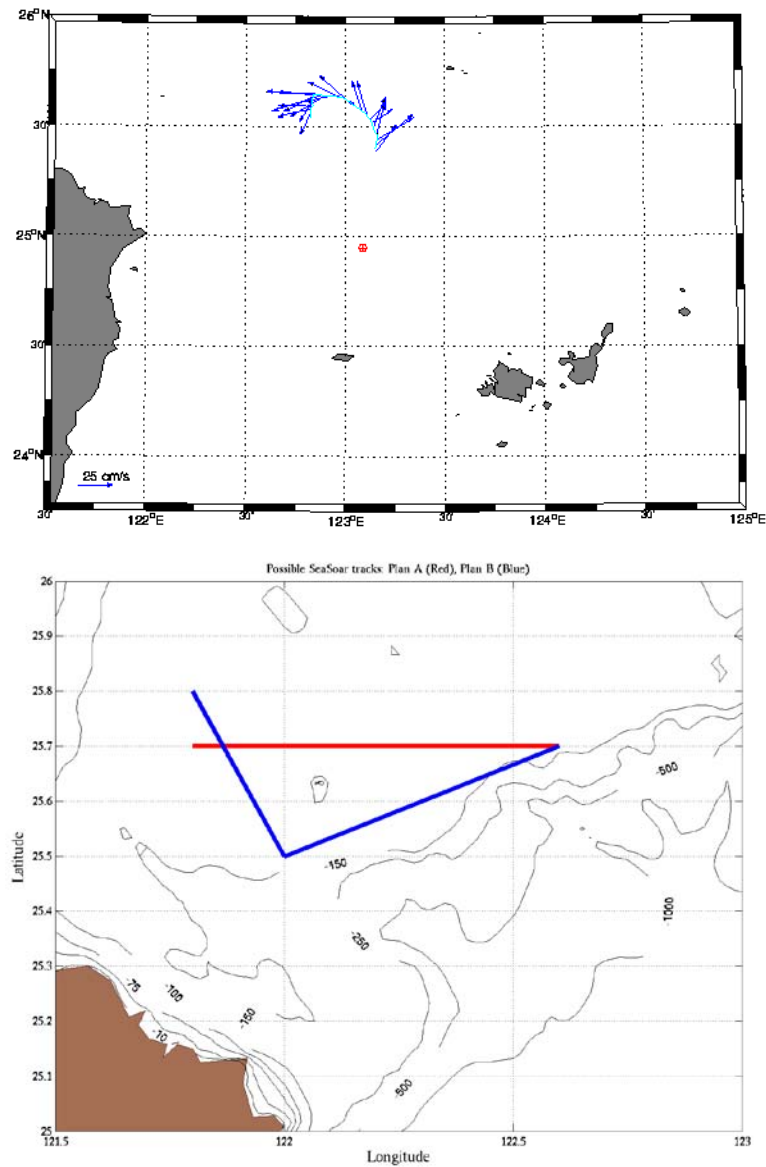 26°N
30'
25°N
30'
24°N
25 cm/s
30' 122°E 30' 123°E 30' 124°E 30' 125°E
Possible SeaSoar tracks: Plan A (Red), Plan B (Blue)
26
25.9
25.8
25.7
-500
25.6
25.5
-150
25.4
-1000
-250
25.3
-75
-100
25.2
-150
-10
25.1
-500
25
121.5 122 122.5 123
Latitude
Longitude